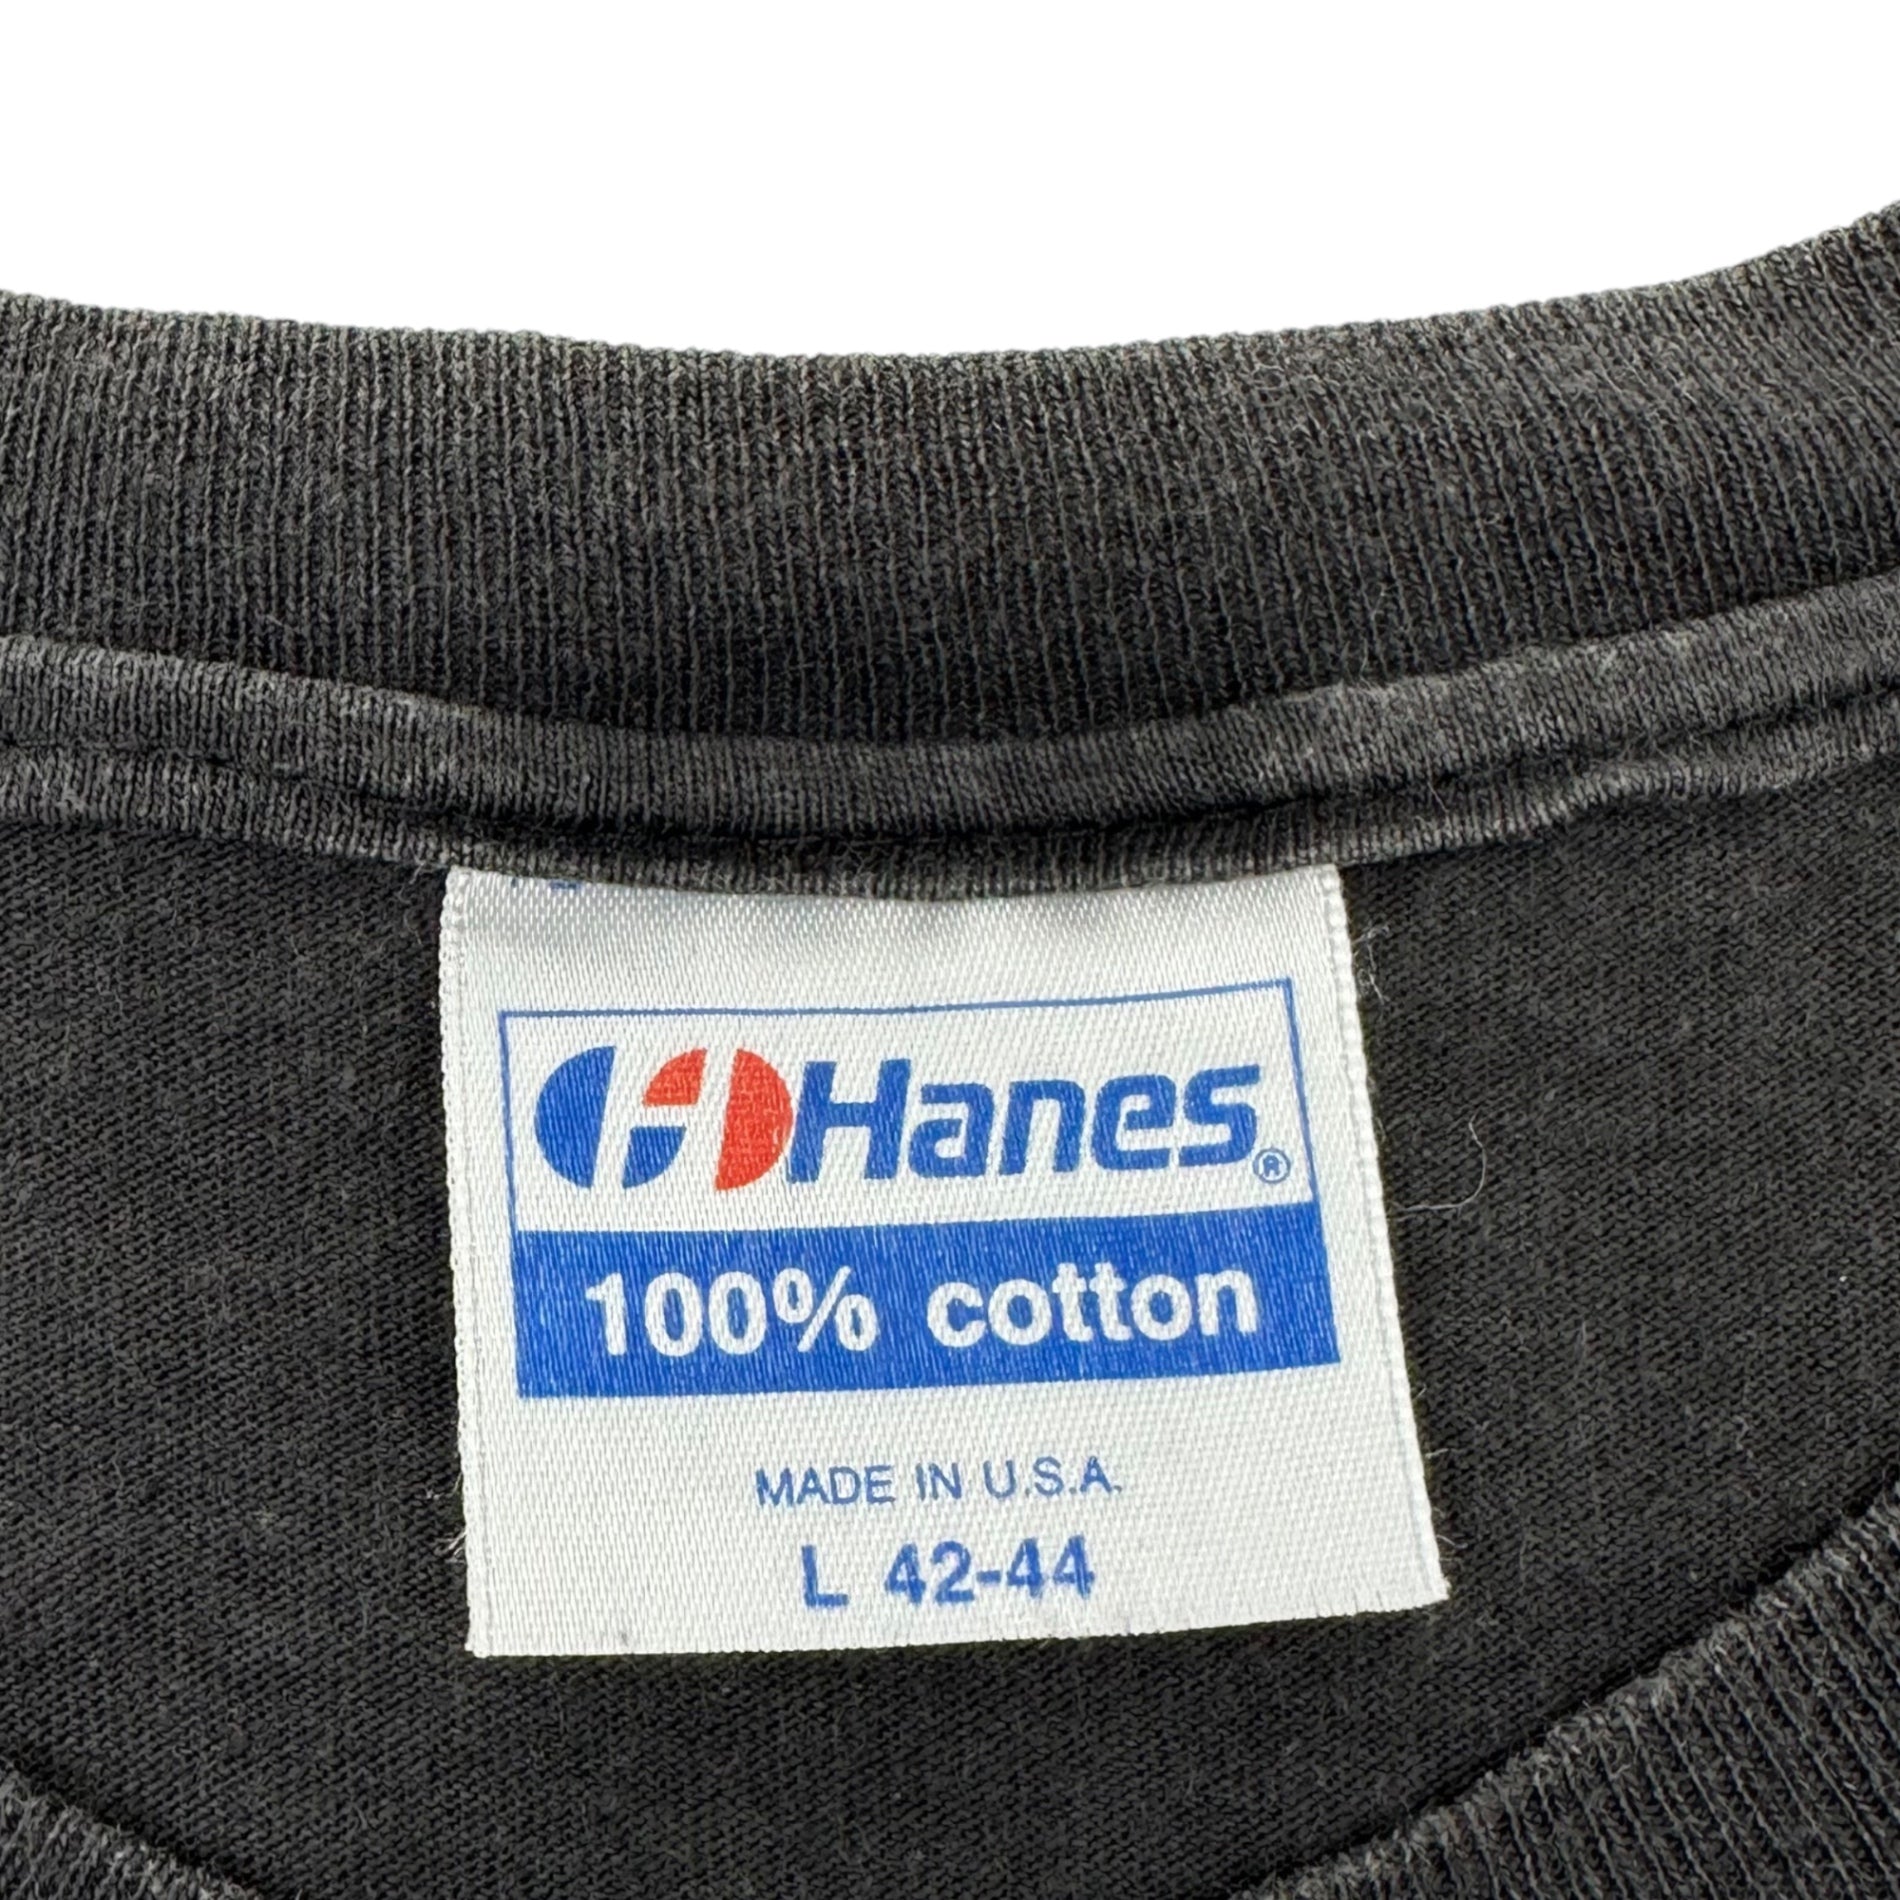 Hanes®
100% cotton
MADE IN U.S.A.
L 42-44